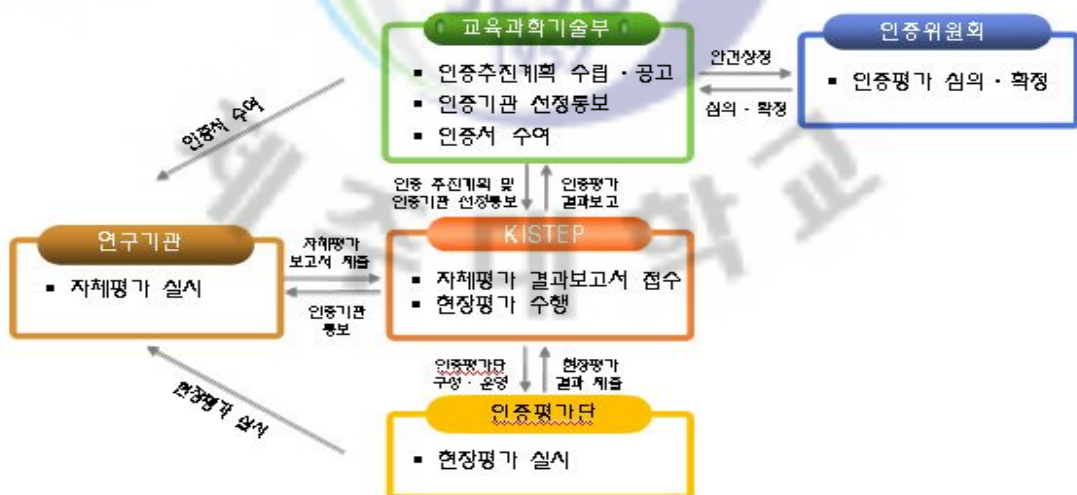 교육과학기술부
▪ 인증추진계획 수립 · 공고
▪ 인증기관 선정통보
▪ 인증서 수여
안건상정
심의 · 확정
인증위원회
▪ 인증평가 심의 · 확정
인증서 수여
인증 추진계획 및
인증기관 선정통보
인증평가
결과보고
연구기관
▪ 자체평가 실시
자체평가
보고서 제출
인증기관
통보
KISTEP
▪ 자체평가 결과보고서 접수
▪ 현장평가 수행
인증평가단
구성 · 운영
현장평가
결과 제출
현장평가 실시
인증평가단
▪ 현장평가 실시
제주대학교
JEJU
1952